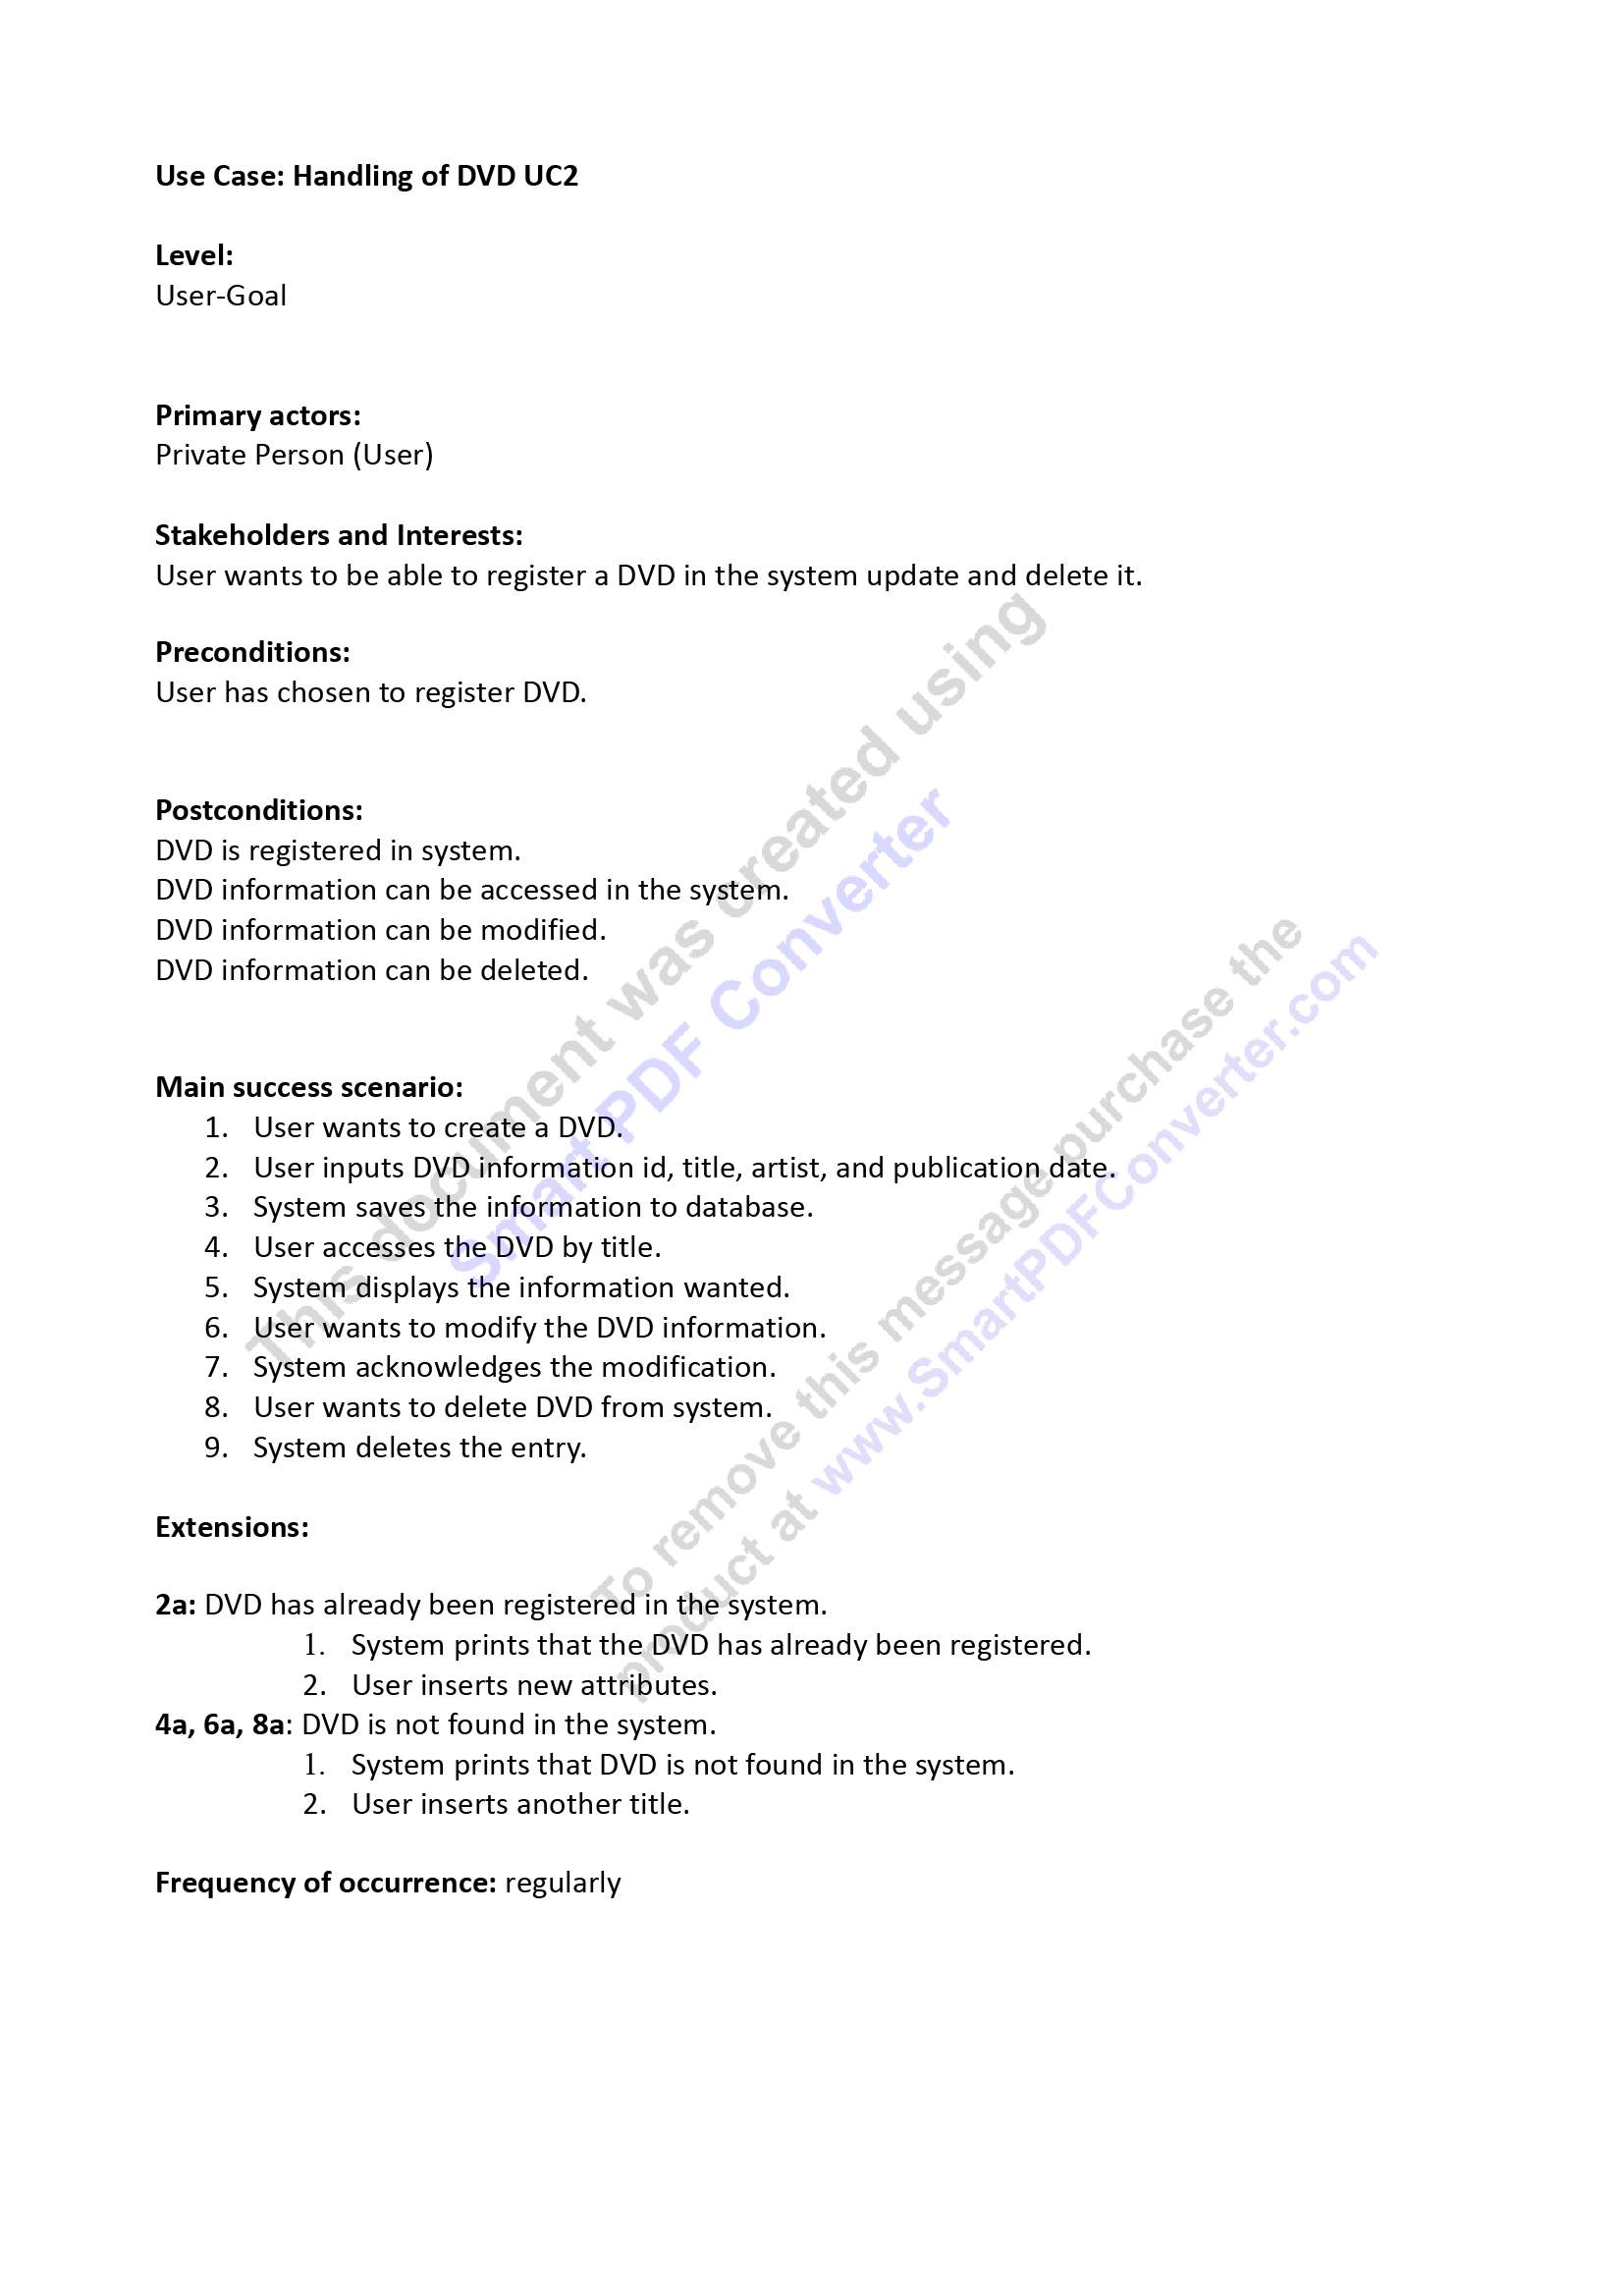 Use Case: Handling of DVD UC2
Level:
User-Goal
Primary actors:
Private Person (User)
Stakeholders and Interests:
User wants to be able to register a DVD in the system update and delete it.
Preconditions:
User has chosen to register DVD.
Postconditions:
DVD is registered in system.
DVD information can be accessed in the system.
DVD information can be modified.
DVD information can be deleted.
Main success scenario:
1. User wants to create a DVD.
2. User inputs DVD information id, title, artist, and publication date.
3. System saves the information to database.
4. User accesses the DVD by title.
5. System displays the information wanted.
6. User wants to modify the DVD information.
7. System acknowledges the modification.
8. User wants to delete DVD from system.
9. System deletes the entry.
Extensions:
2a: DVD has already been registered in the system.
1. System prints that the DVD has already been registered.
2. User inserts new attributes.
4a, 6a, 8a: DVD is not found in the system.
1. System prints that DVD is not found in the system.
2. User inserts another title.
Frequency of occurrence: regularly
This document was created using
Smart PDF Converter
To remove this message purchase the
product at www.SmartPDFConverter.com